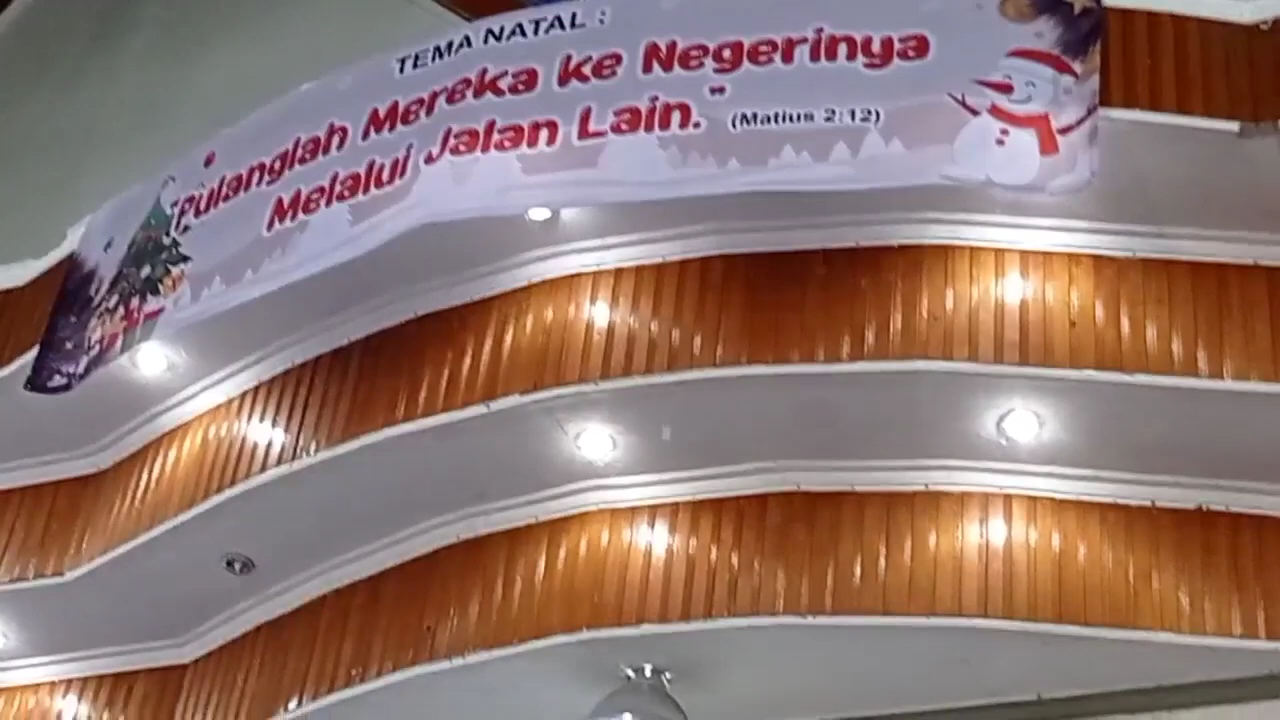 TEMA NATAL :
"Pulanglah Mereka ke Negerinya
Melalui Jalan Lain." (Matius 2:12)